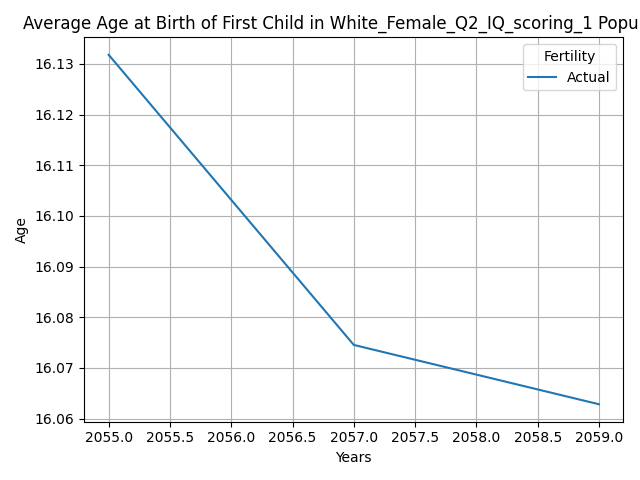 Average Age at Birth of First Child in White_Female_Q2_IQ_scoring_1 Popu
Fertility
Actual
16.13
16.12
16.11
16.10
16.09
16.08
16.07
16.06
Age
2055.0 2055.5 2056.0 2056.5 2057.0 2057.5 2058.0 2058.5 2059.0
Years